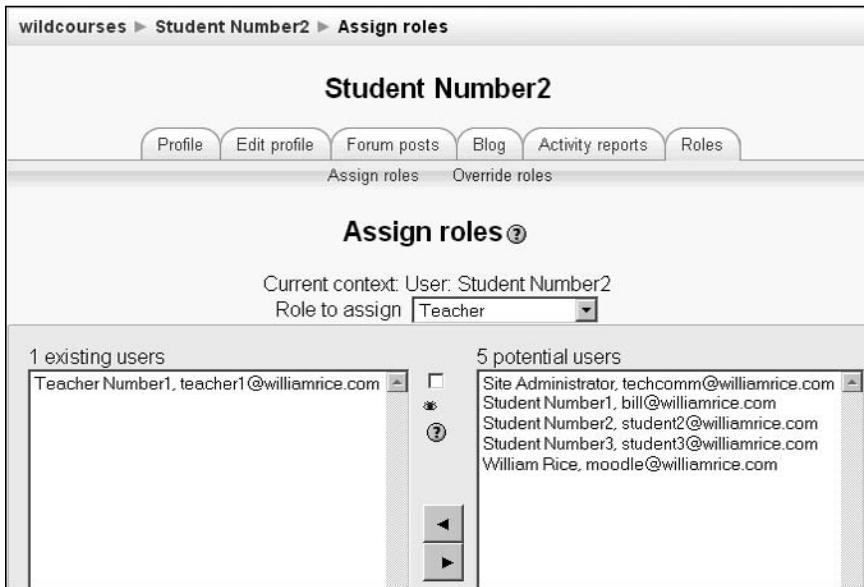 wildcourses ► Student Number2 ► Assign roles
Student Number2
Profile Edit profile Forum posts Blog Activity reports Roles
Assign roles Override roles
Assign roles ?
Current context: User: Student Number2
Role to assign Teacher
1 existing users
Teacher Number1, teacher1@williamrice.com
?
5 potential users
Site Administrator, techcomm@williamrice.com
Student Number1, bill@williamrice.com
Student Number2, student2@williamrice.com
Student Number3, student3@williamrice.com
William Rice, moodle@williamrice.com